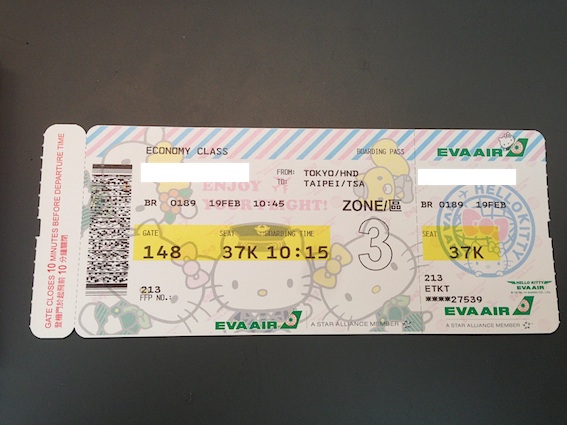 GATE CLOSES 10 MINUTES BEFORE DEPARTURE TIME
登機門於起飛前 10 分鐘關閉
ECONOMY CLASS
BOARDING PASS
FROM: TOKYO/HND
TO: TAIPEI/TSA
ENJOY
YOUR FLIGHT!
BR 0189 19FEB 10:45
ZONE/區
3
GATE SEAT BOARDING TIME
148 37K 10:15
213
FFP NO.:
EVA AIR
A STAR ALLIANCE MEMBER
EVA AIR
BR 0189 19FEB
HELLO KITTY
SEAT
37K
213
ETKT
****27539
HELLO KITTY
EVA AIR
EVA AIR
A STAR ALLIANCE MEMBER